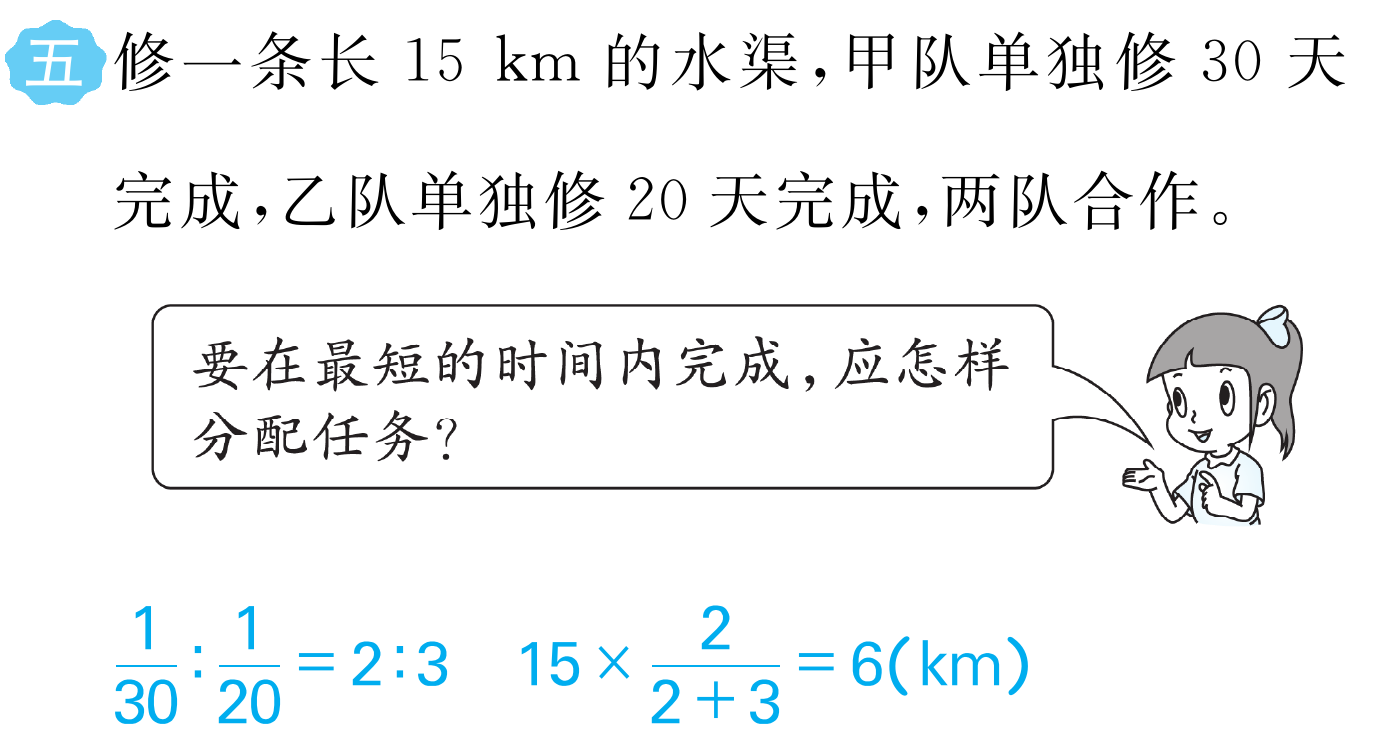 五 修一条长 15 km 的水渠,甲队单独修 30 天
完成,乙队单独修 20 天完成,两队合作。
要在最短的时间内完成,应怎样
分配任务?
1/30 : 1/20 = 2:3 15 × 2/(2+3) = 6(km)